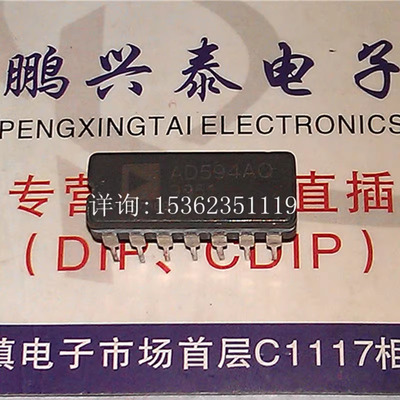 鹏兴泰电子
PENGXINGTAI ELECTRONICS
AD594AQ
专营
直插
详询:15362351119
(DIP、CDIP)
镇电子市场首层C1117柜